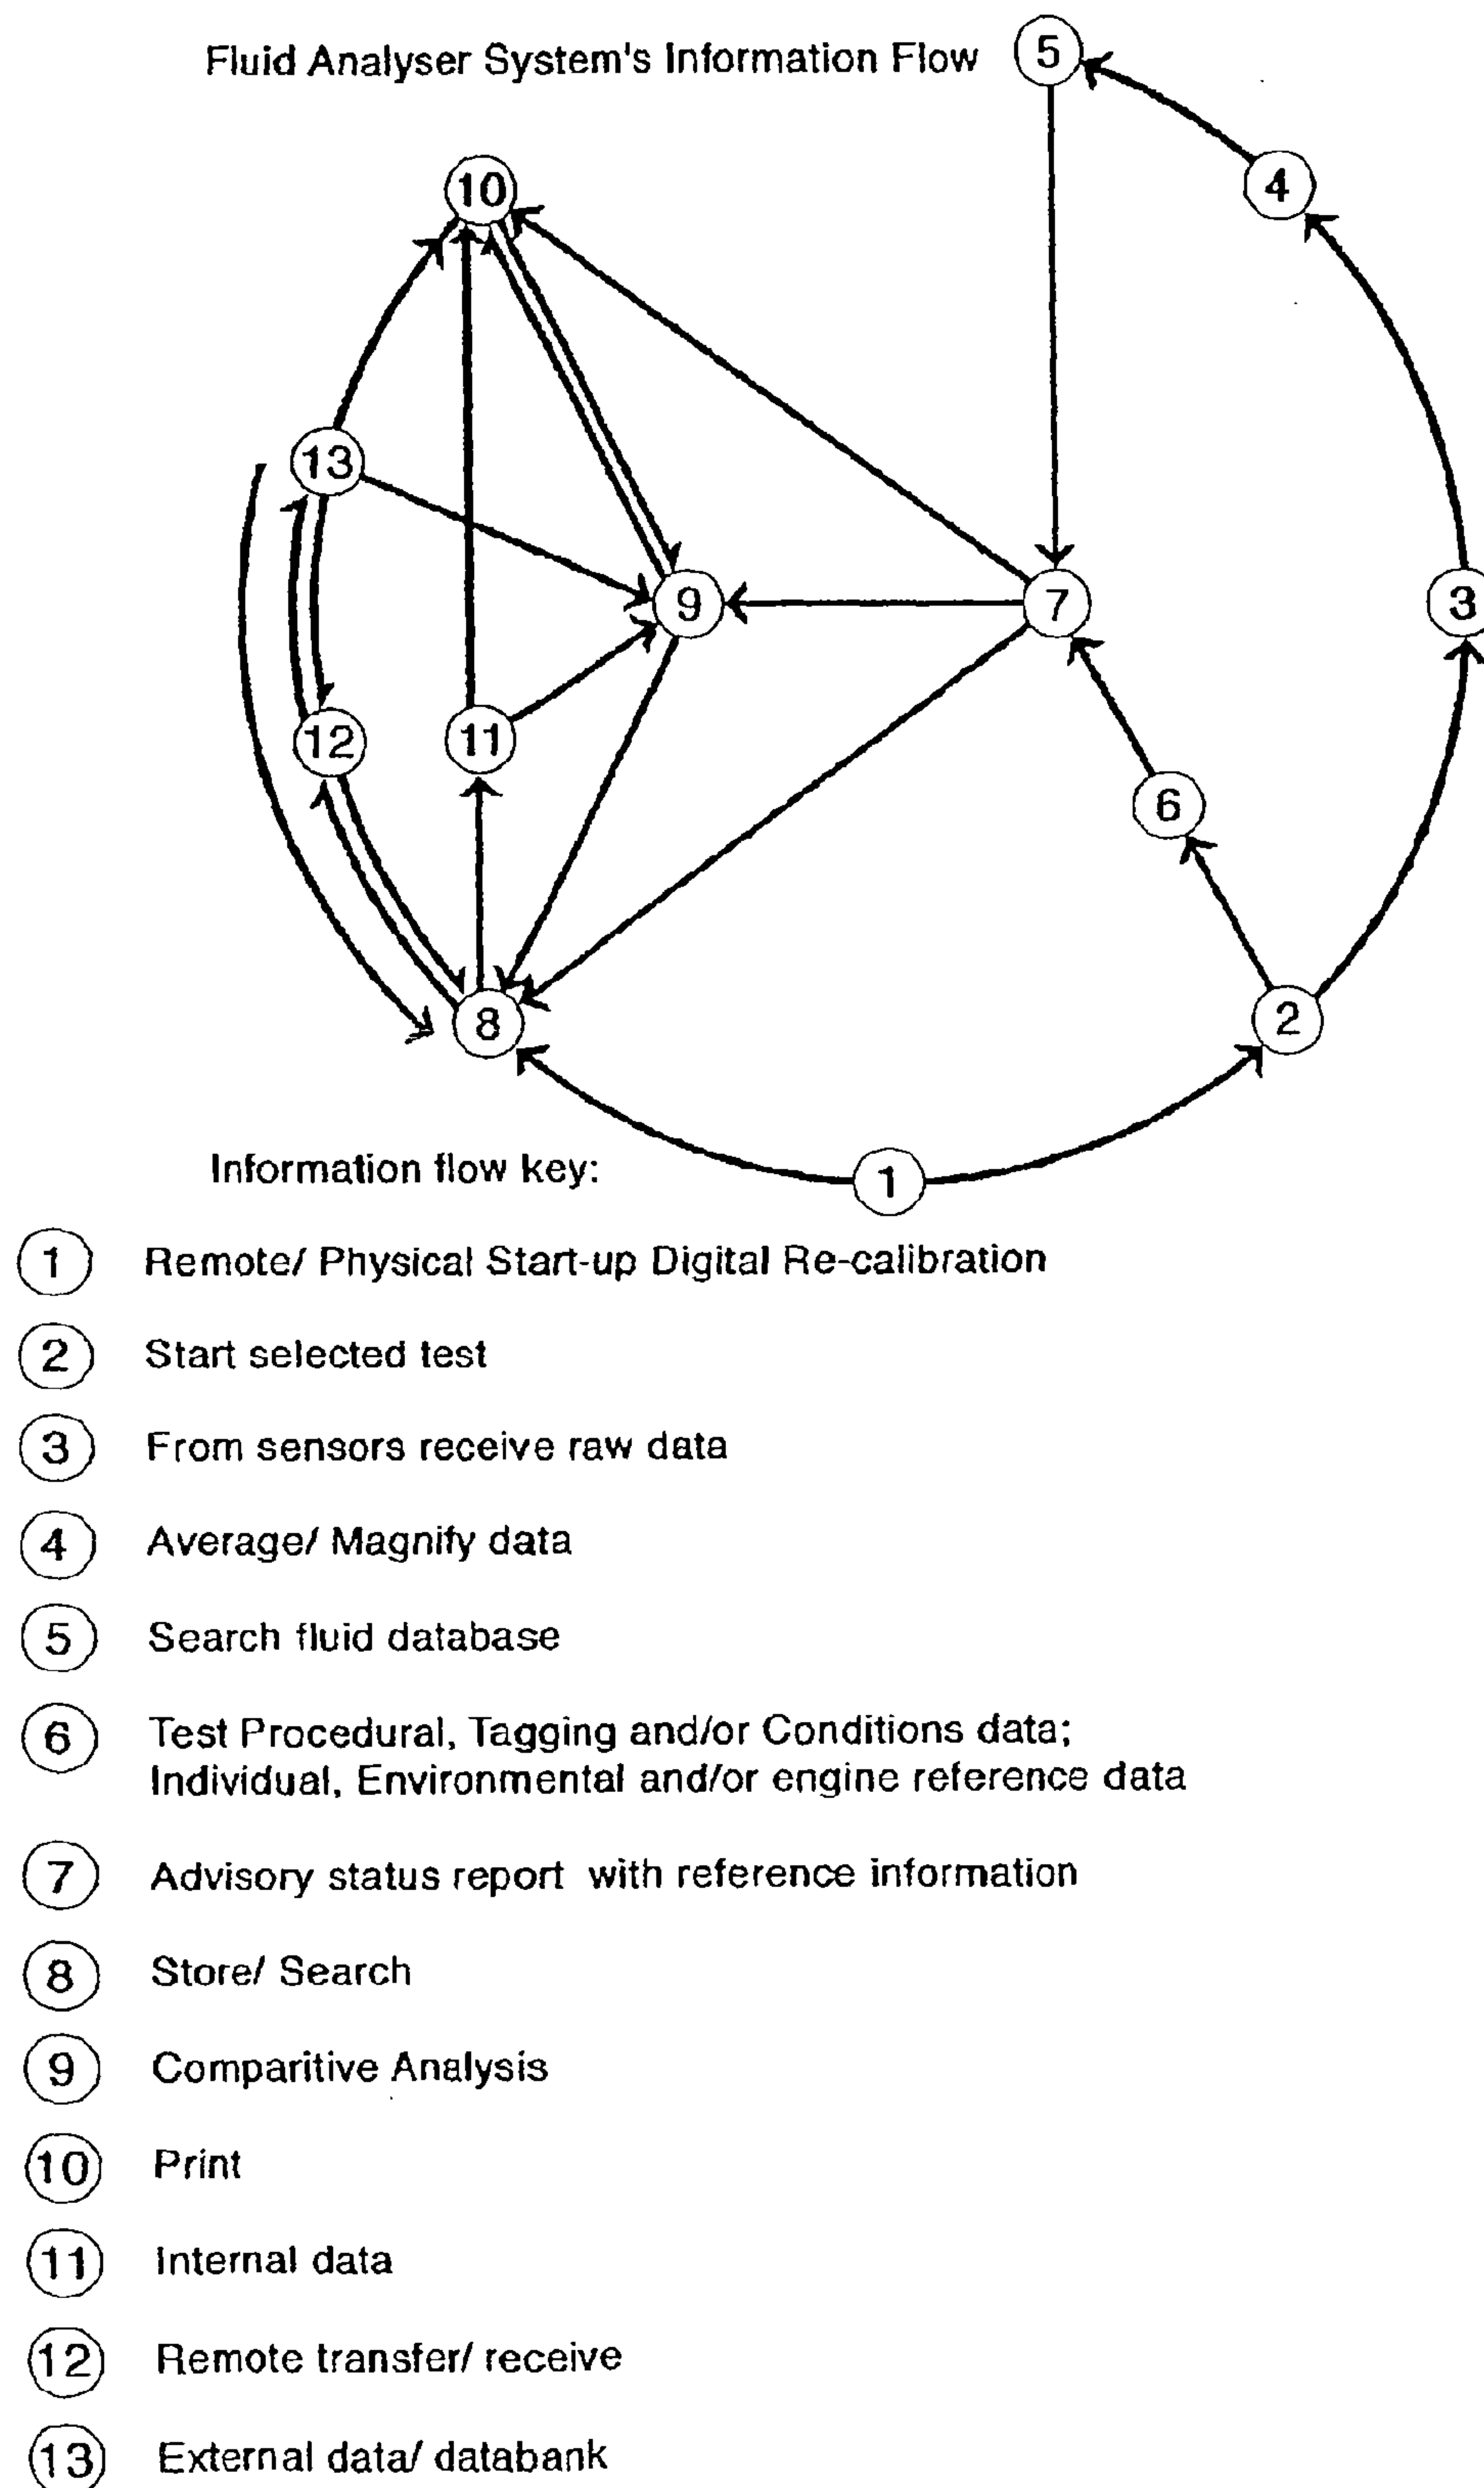 Fluid Analyser System's Information Flow
5
10
4
13
9
7
3
12
11
6
8
2
1
Information flow key:
1 Remote/ Physical Start-up Digital Re-calibration
2 Start selected test
3 From sensors receive raw data
4 Average/ Magnify data
5 Search fluid database
6 Test Procedural, Tagging and/or Conditions data;
Individual, Environmental and/or engine reference data
7 Advisory status report with reference information
8 Store/ Search
9 Comparitive Analysis
10 Print
11 Internal data
12 Remote transfer/ receive
13 External data/ databank